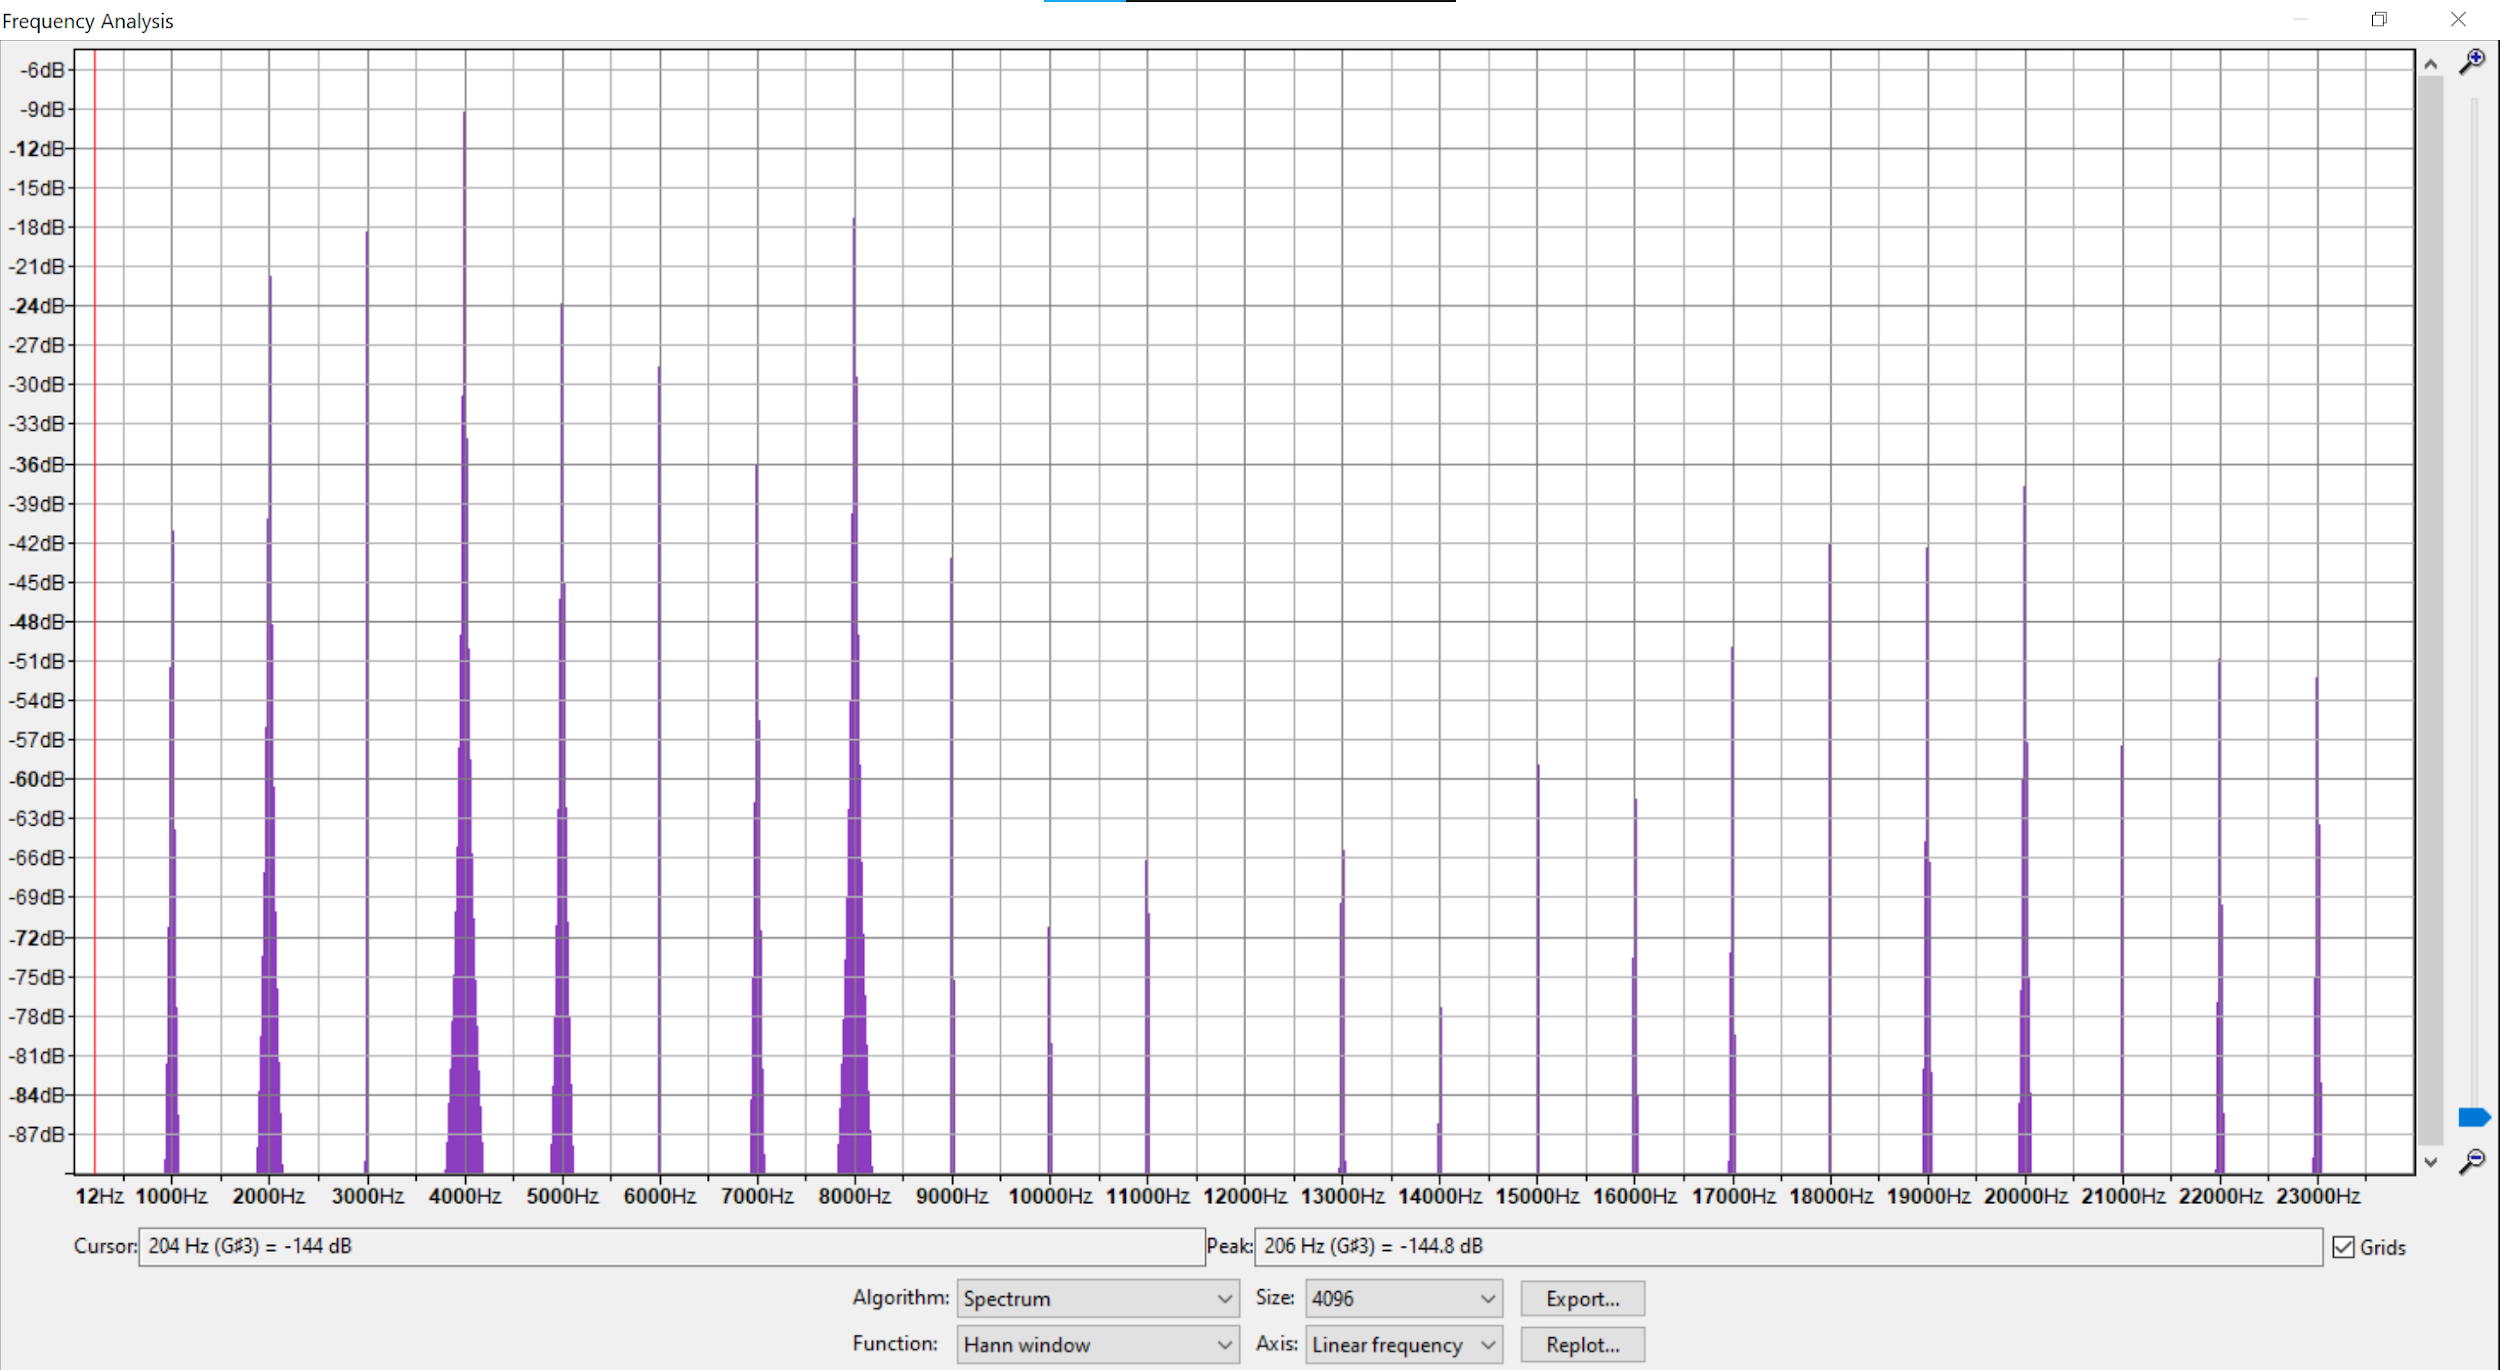 Frequency Analysis
-6dB
-9dB
-12dB
-15dB
-18dB
-21dB
-24dB
-27dB
-30dB
-33dB
-36dB
-39dB
-42dB
-45dB
-48dB
-51dB
-54dB
-57dB
-60dB
-63dB
-66dB
-69dB
-72dB
-75dB
-78dB
-81dB
-84dB
-87dB
12Hz 1000Hz 2000Hz 3000Hz 4000Hz 5000Hz 6000Hz 7000Hz 8000Hz 9000Hz 10000Hz 11000Hz 12000Hz 13000Hz 14000Hz 15000Hz 16000Hz 17000Hz 18000Hz 19000Hz 20000Hz 21000Hz 22000Hz 23000Hz
Cursor: 204 Hz (G♯3) = -144 dB Peak: 206 Hz (G♯3) = -144.8 dB Grids
Algorithm: Spectrum Size: 4096 Export...
Function: Hann window Axis: Linear frequency Replot...